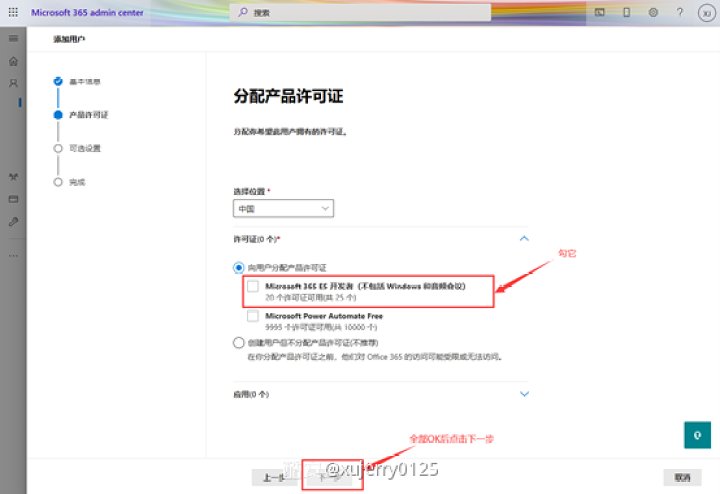 Microsoft 365 admin center
搜索
XJ
添加用户
基本信息
产品许可证
可选设置
完成
分配产品许可证
分配你希望此用户拥有的许可证。
选择位置 *
中国
许可证(0 个)*
向用户分配产品许可证
Microsoft 365 E5 开发者（不包括 Windows 和音频会议）
20 个许可证可用(共 25 个)
Microsoft Power Automate Free
9993 个许可证可用(共 10000 个)
创建用户但不分配产品许可证(不推荐)
在你分配产品许可证之前，他们对 Office 365 的访问可能受限或无法访问。
应用(0 个)
勾它
全部OK后点击下一步
上一步
下一步
@xujerry0125
取消